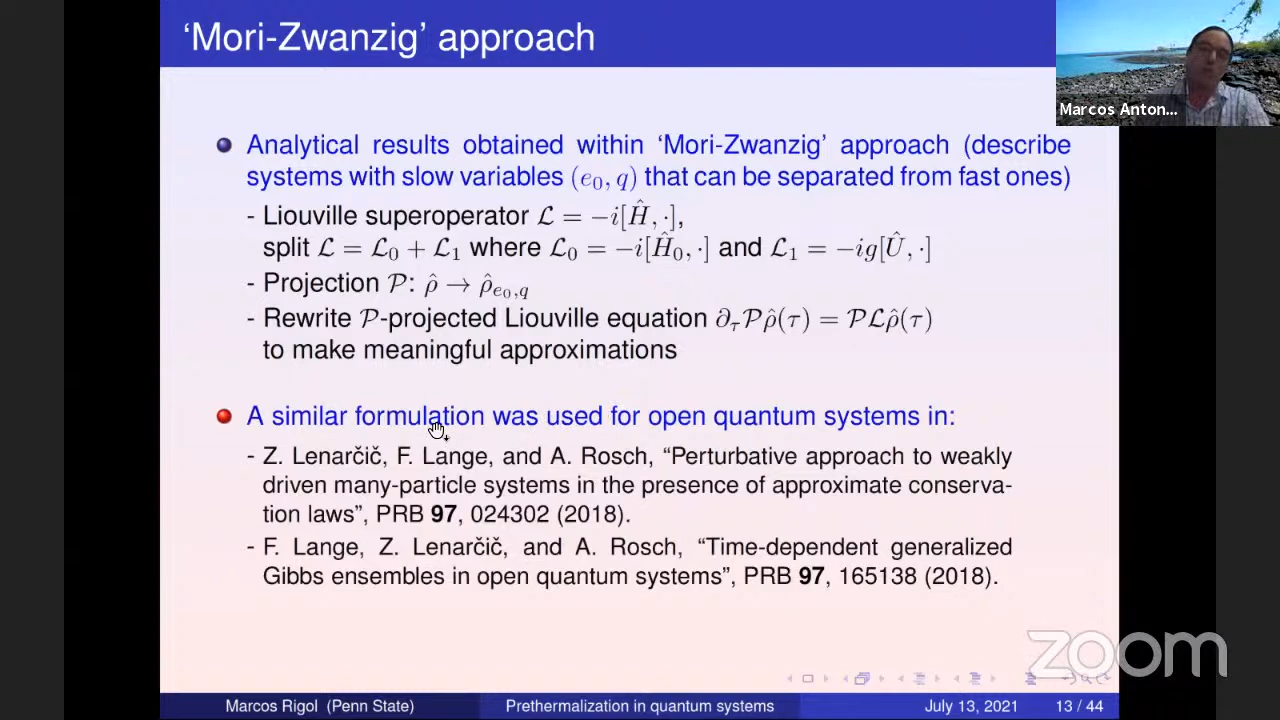 ‘Mori-Zwanzig’ approach
Marcos Anton...
Analytical results obtained within ‘Mori-Zwanzig’ approach (describe
systems with slow variables (e₀, q) that can be separated from fast ones)
- Liouville superoperator ℒ = −i[Ĥ, ·],
split ℒ = ℒ₀ + ℒ₁ where ℒ₀ = −i[Ĥ₀, ·] and ℒ₁ = −ig[Û, ·]
- Projection 𝒫: ρ̂ → ρ̂ₑ₀,q
- Rewrite 𝒫-projected Liouville equation ∂τ𝒫ρ̂(τ) = 𝒫ℒρ̂(τ)
to make meaningful approximations
A similar formulation was used for open quantum systems in:
- Z. Lenarčič, F. Lange, and A. Rosch, “Perturbative approach to weakly
driven many-particle systems in the presence of approximate conserva-
tion laws”, PRB 97, 024302 (2018).
- F. Lange, Z. Lenarčič, and A. Rosch, “Time-dependent generalized
Gibbs ensembles in open quantum systems”, PRB 97, 165138 (2018).
zoom
Marcos Rigol (Penn State) Prethermalization in quantum systems July 13, 2021 13 / 44